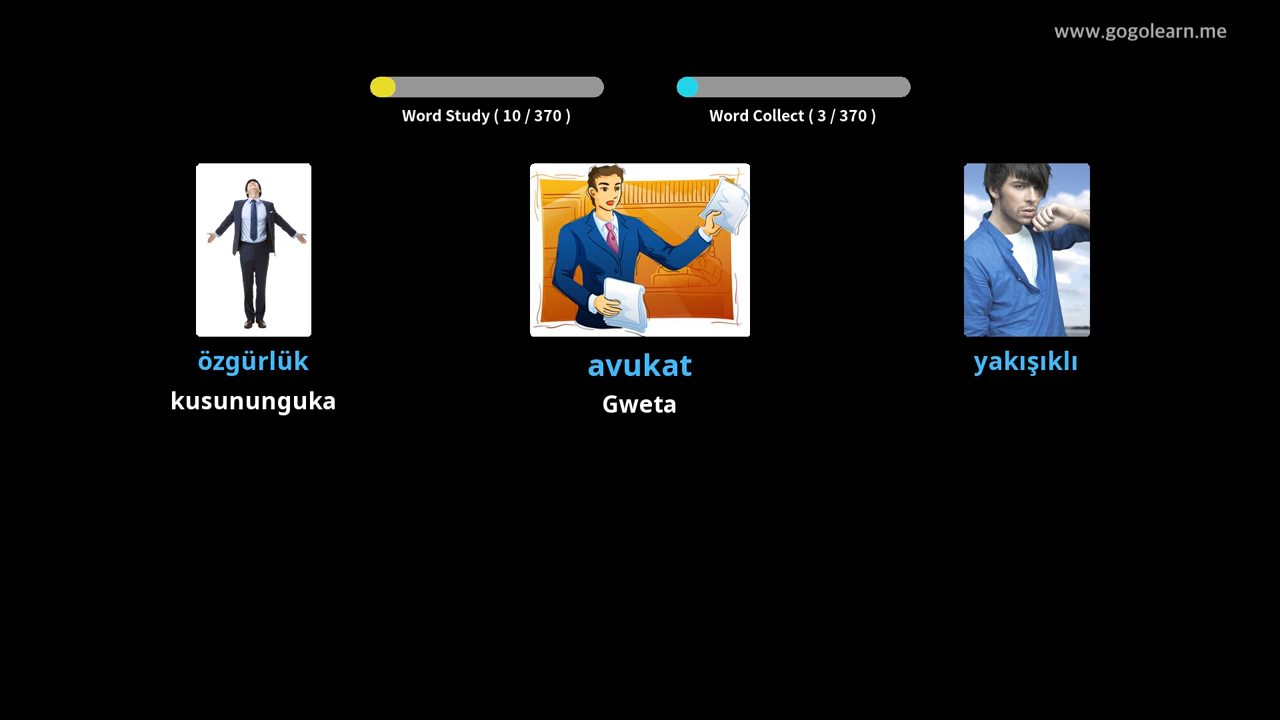 www.gogolearn.me
Word Study ( 10 / 370 )
Word Collect ( 3 / 370 )
özgürlük
kusununguka
avukat
Gweta
yakışıklı